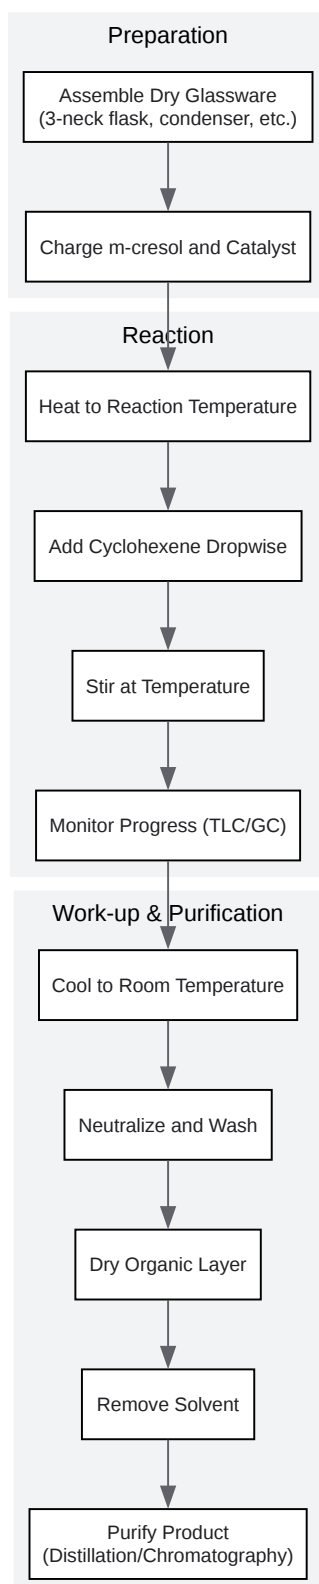 Preparation
Assemble Dry Glassware
(3-neck flask, condenser, etc.)
Charge m-cresol and Catalyst
Reaction
Heat to Reaction Temperature
Add Cyclohexene Dropwise
Stir at Temperature
Monitor Progress (TLC/GC)
Work-up & Purification
Cool to Room Temperature
Neutralize and Wash
Dry Organic Layer
Remove Solvent
Purify Product
(Distillation/Chromatography)